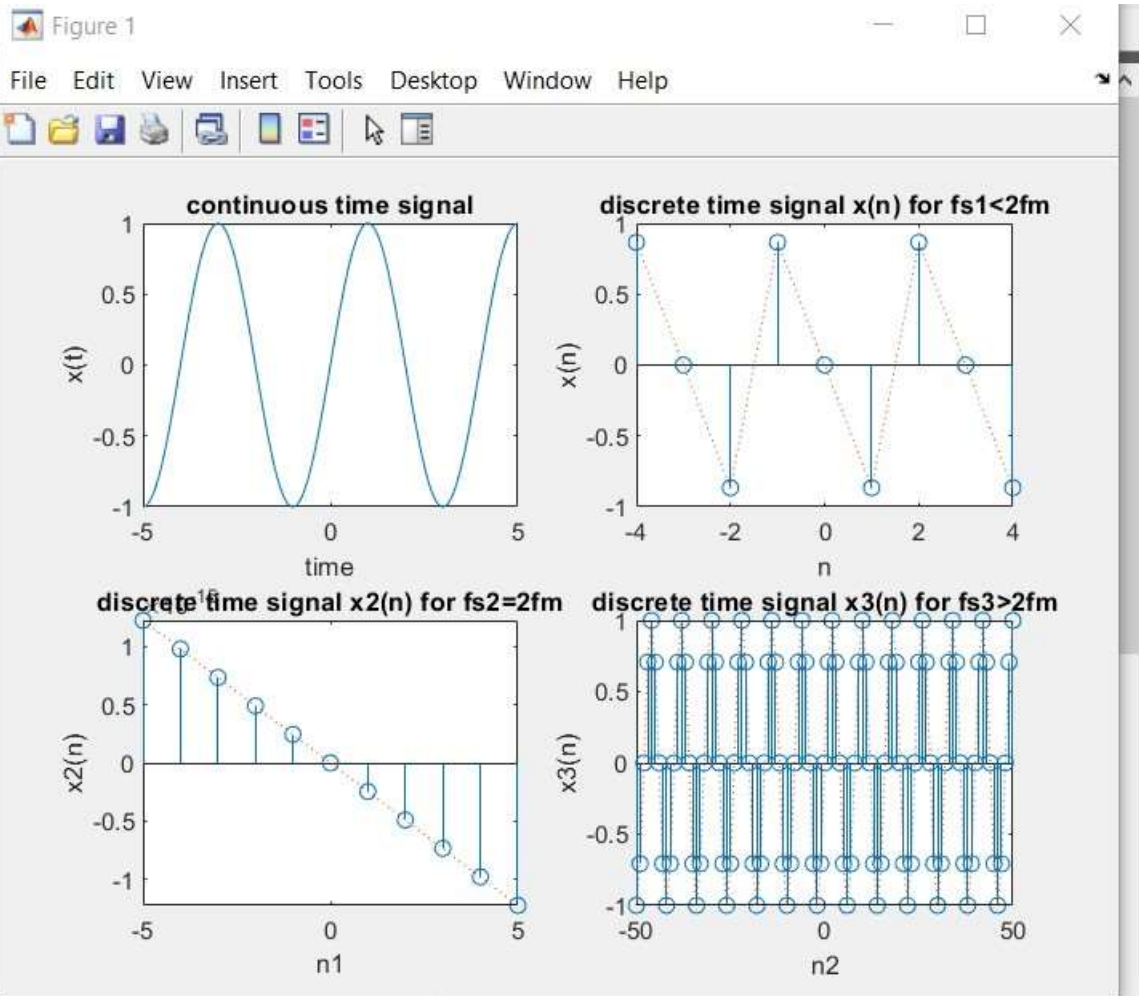 Figure 1
File Edit View Insert Tools Desktop Window Help
continuous time signal
1
0.5
0
-0.5
-1
x(t)
-5 0 5
time
discrete time signal x(n) for fs1<2fm
1
0.5
0
-0.5
-1
x(n)
-4 -2 0 2 4
n
discrete time signal x2(n) for fs2=2fm
1
0.5
0
-0.5
-1
x2(n)
-5 0 5
n1
discrete time signal x3(n) for fs3>2fm
1
0.5
0
-0.5
-1
x3(n)
-50 0 50
n2